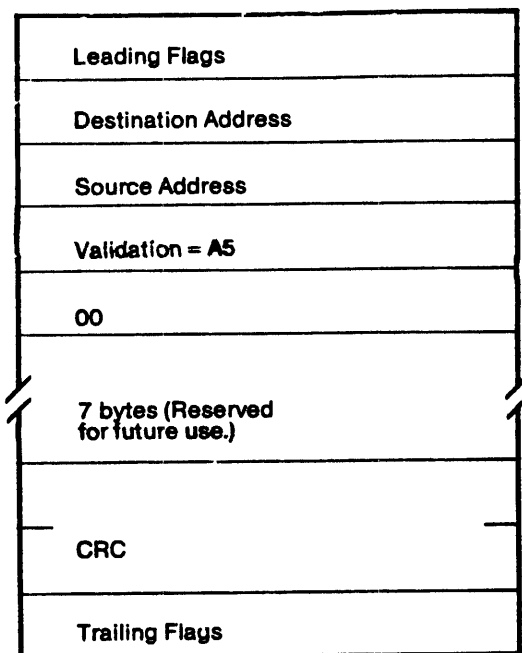 Leading Flags
Destination Address
Source Address
Validation = A5
00
7 bytes (Reserved
for future use.)
CRC
Trailing Flags